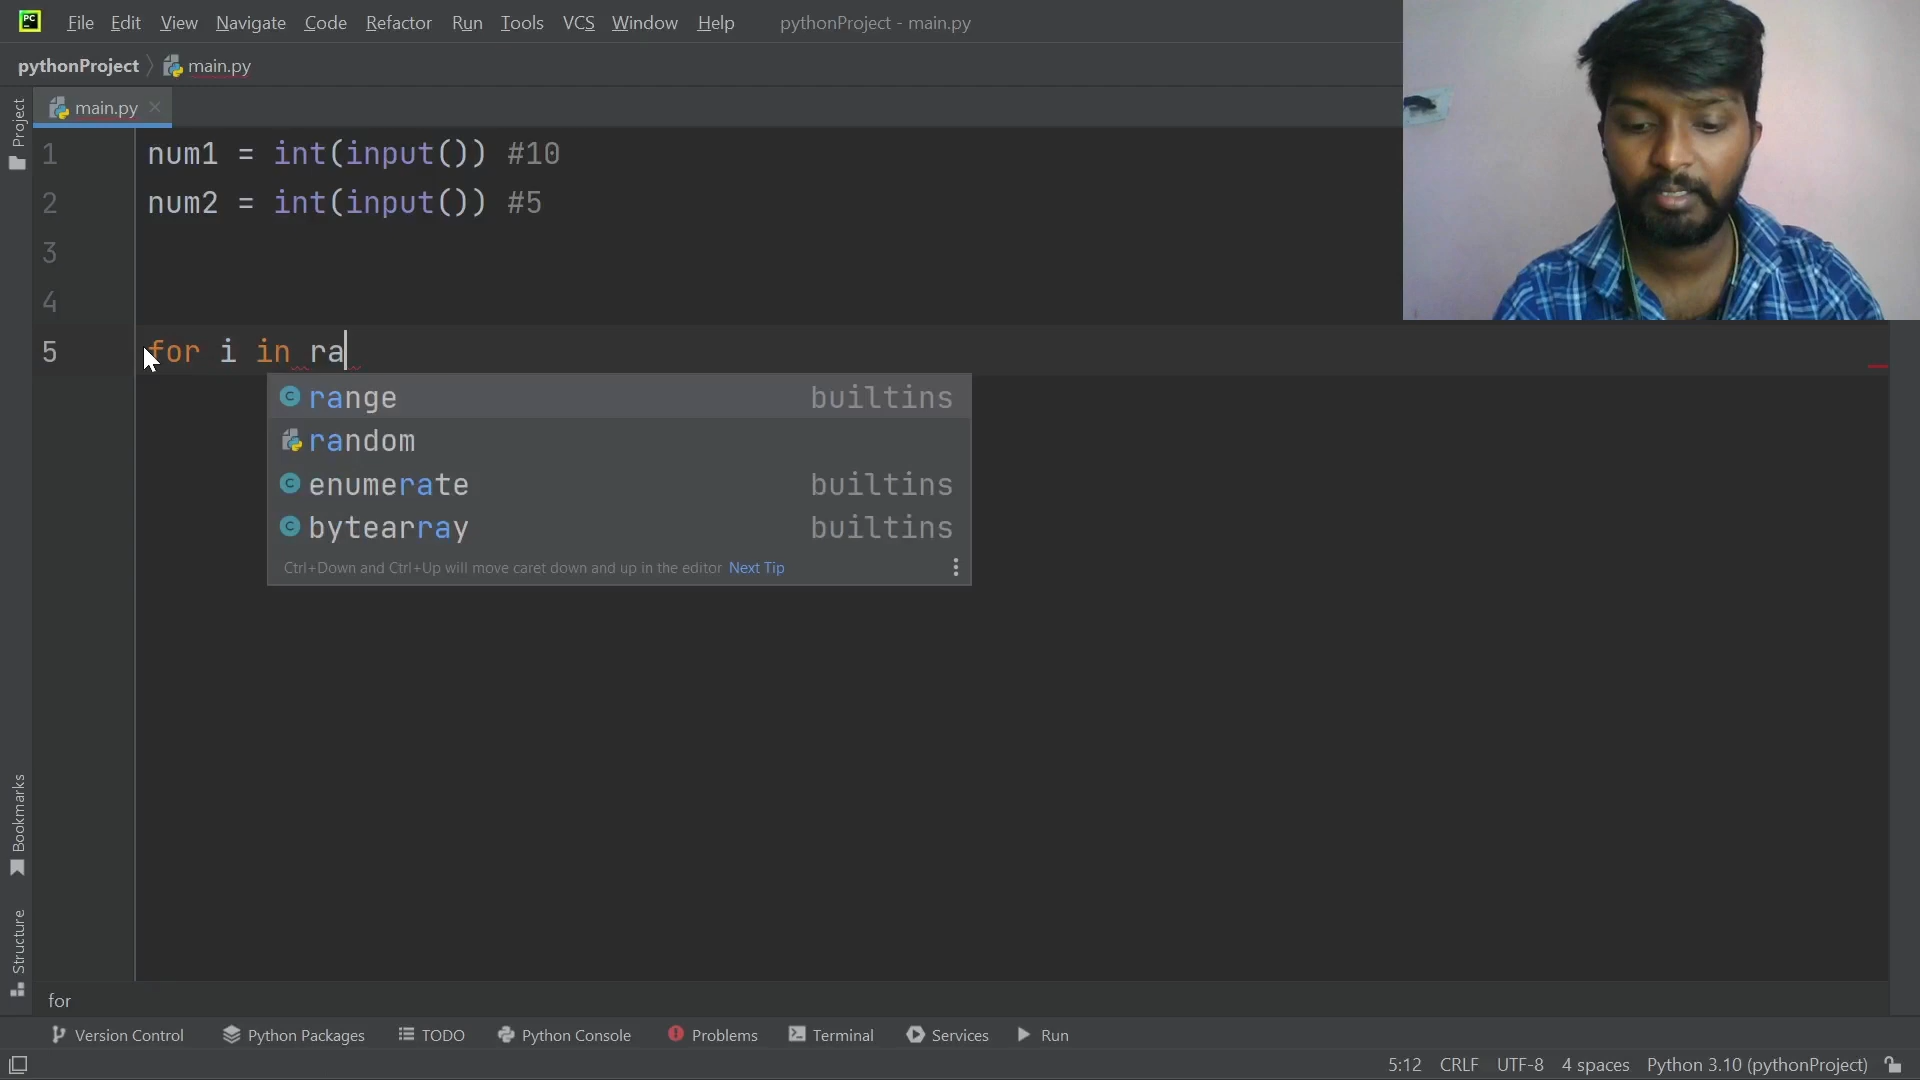 PC File Edit View Navigate Code Refactor Run Tools VCS Window Help pythonProject - main.py
pythonProject main.py
Project
main.py
1 num1 = int(input()) #10
2 num2 = int(input()) #5
3
4
5 for i in ra
range builtins
random
enumerate builtins
bytearray builtins
Ctrl+Down and Ctrl+Up will move caret down and up in the editor Next Tip
Bookmarks
Structure
for
Version Control Python Packages TODO Python Console Problems Terminal Services Run
5:12 CRLF UTF-8 4 spaces Python 3.10 (pythonProject)